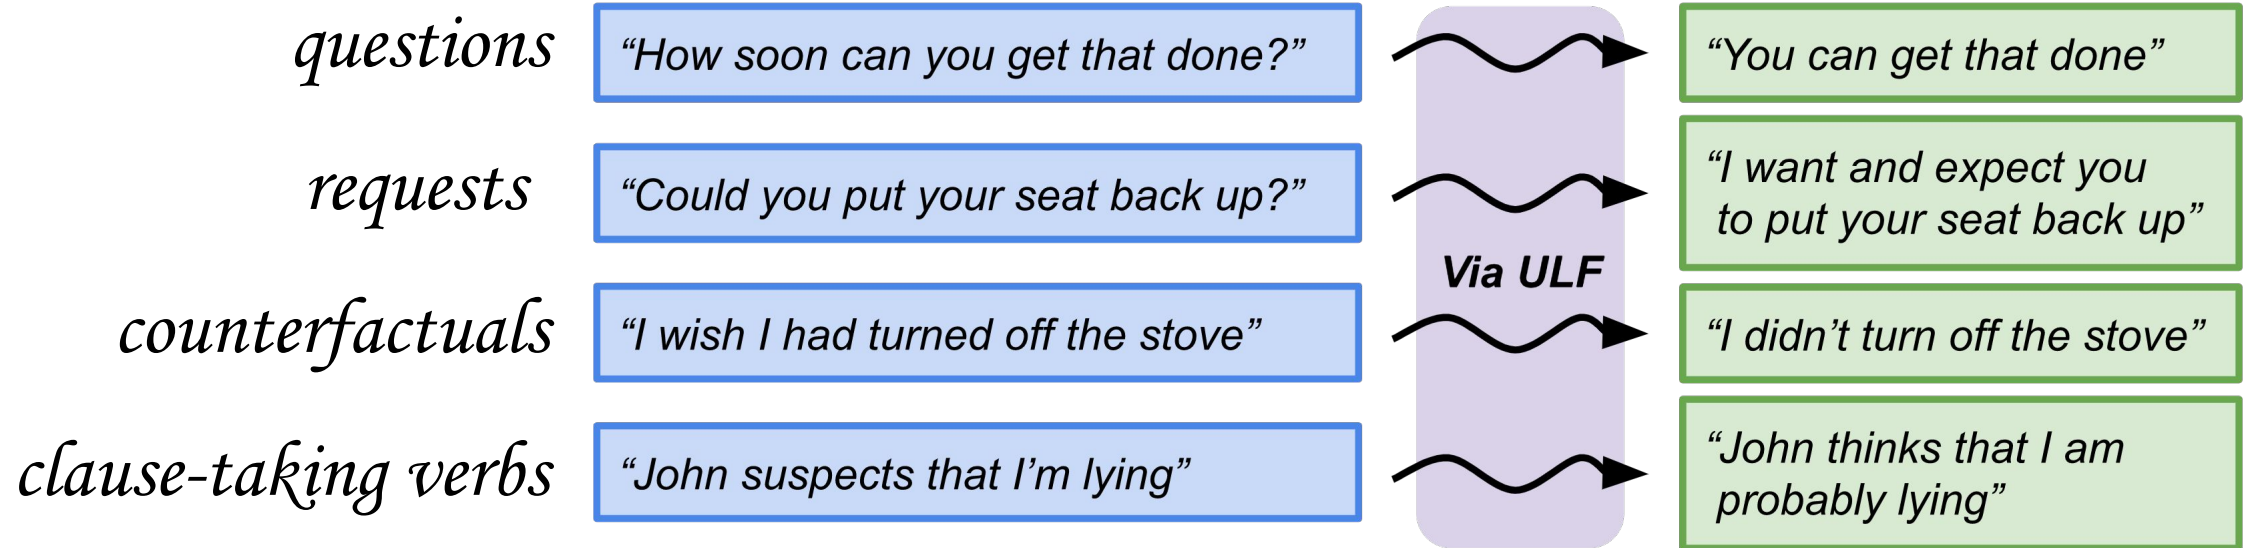 questions
“How soon can you get that done?”
“You can get that done”
requests
“Could you put your seat back up?”
“I want and expect you
to put your seat back up”
Via ULF
counterfactuals
“I wish I had turned off the stove”
“I didn’t turn off the stove”
clause-taking verbs
“John suspects that I’m lying”
“John thinks that I am
probably lying”